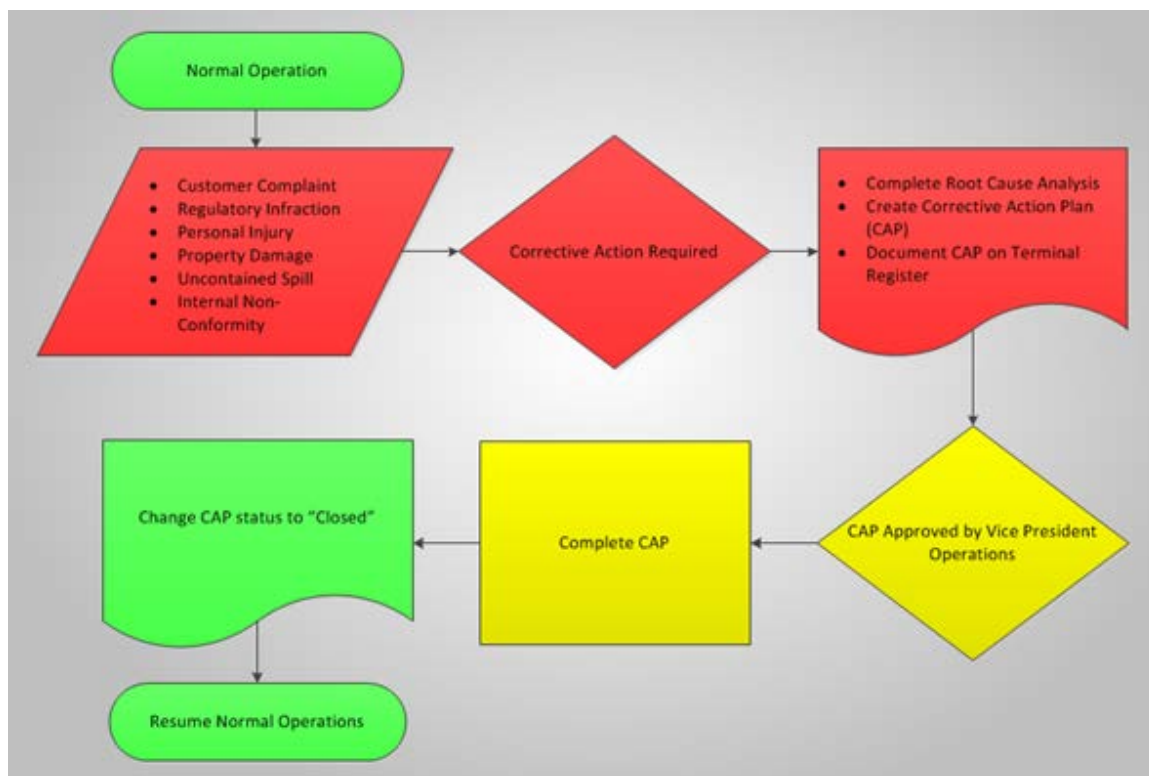 Normal Operation
• Customer Complaint
• Regulatory Infraction
• Personal Injury
• Property Damage
• Uncontained Spill
• Internal Non-
Conformity
Corrective Action Required
• Complete Root Cause Analysis
• Create Corrective Action Plan
(CAP)
• Document CAP on Terminal
Register
CAP Approved by Vice President
Operations
Complete CAP
Change CAP status to “Closed”
Resume Normal Operations